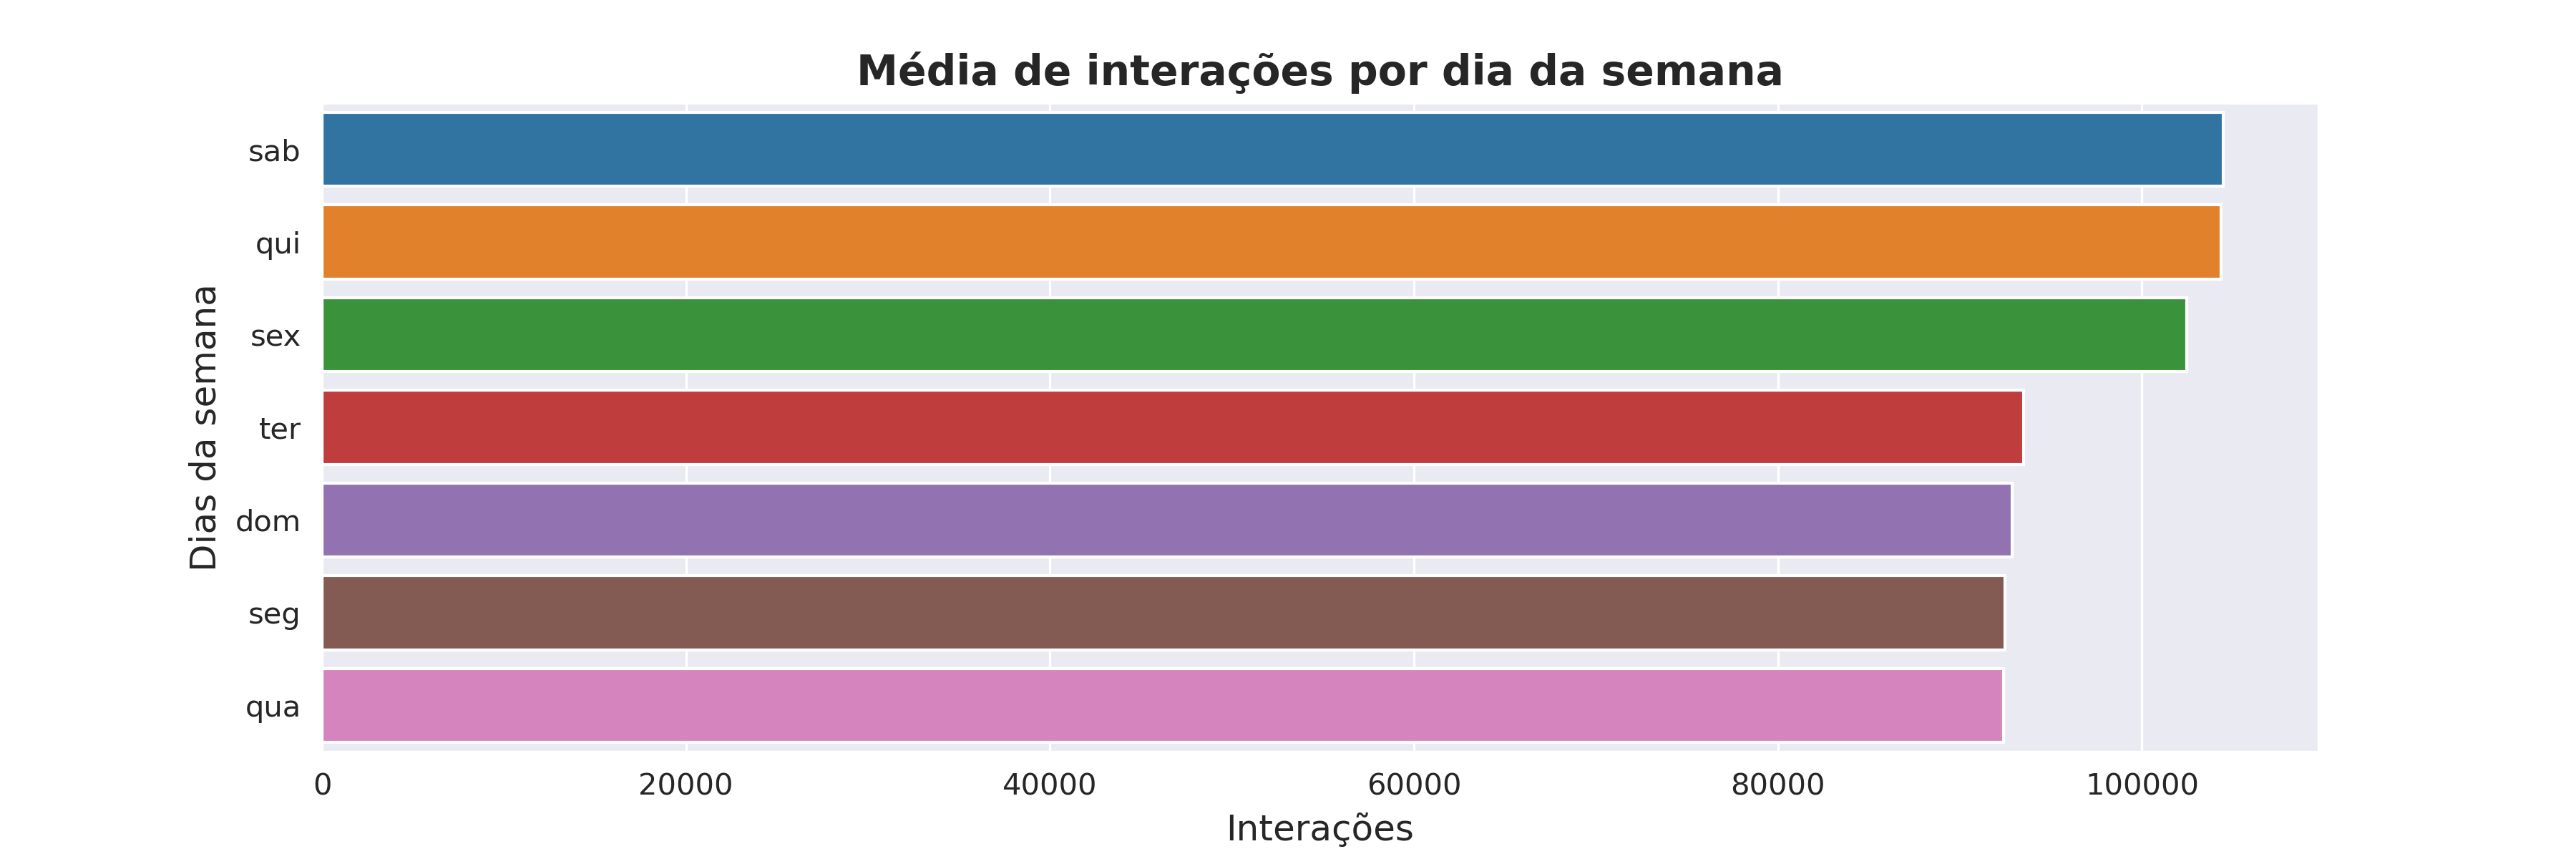 Média de interações por dia da semana
Dias da semana
sab
qui
sex
ter
dom
seg
qua
0 20000 40000 60000 80000 100000
Interações